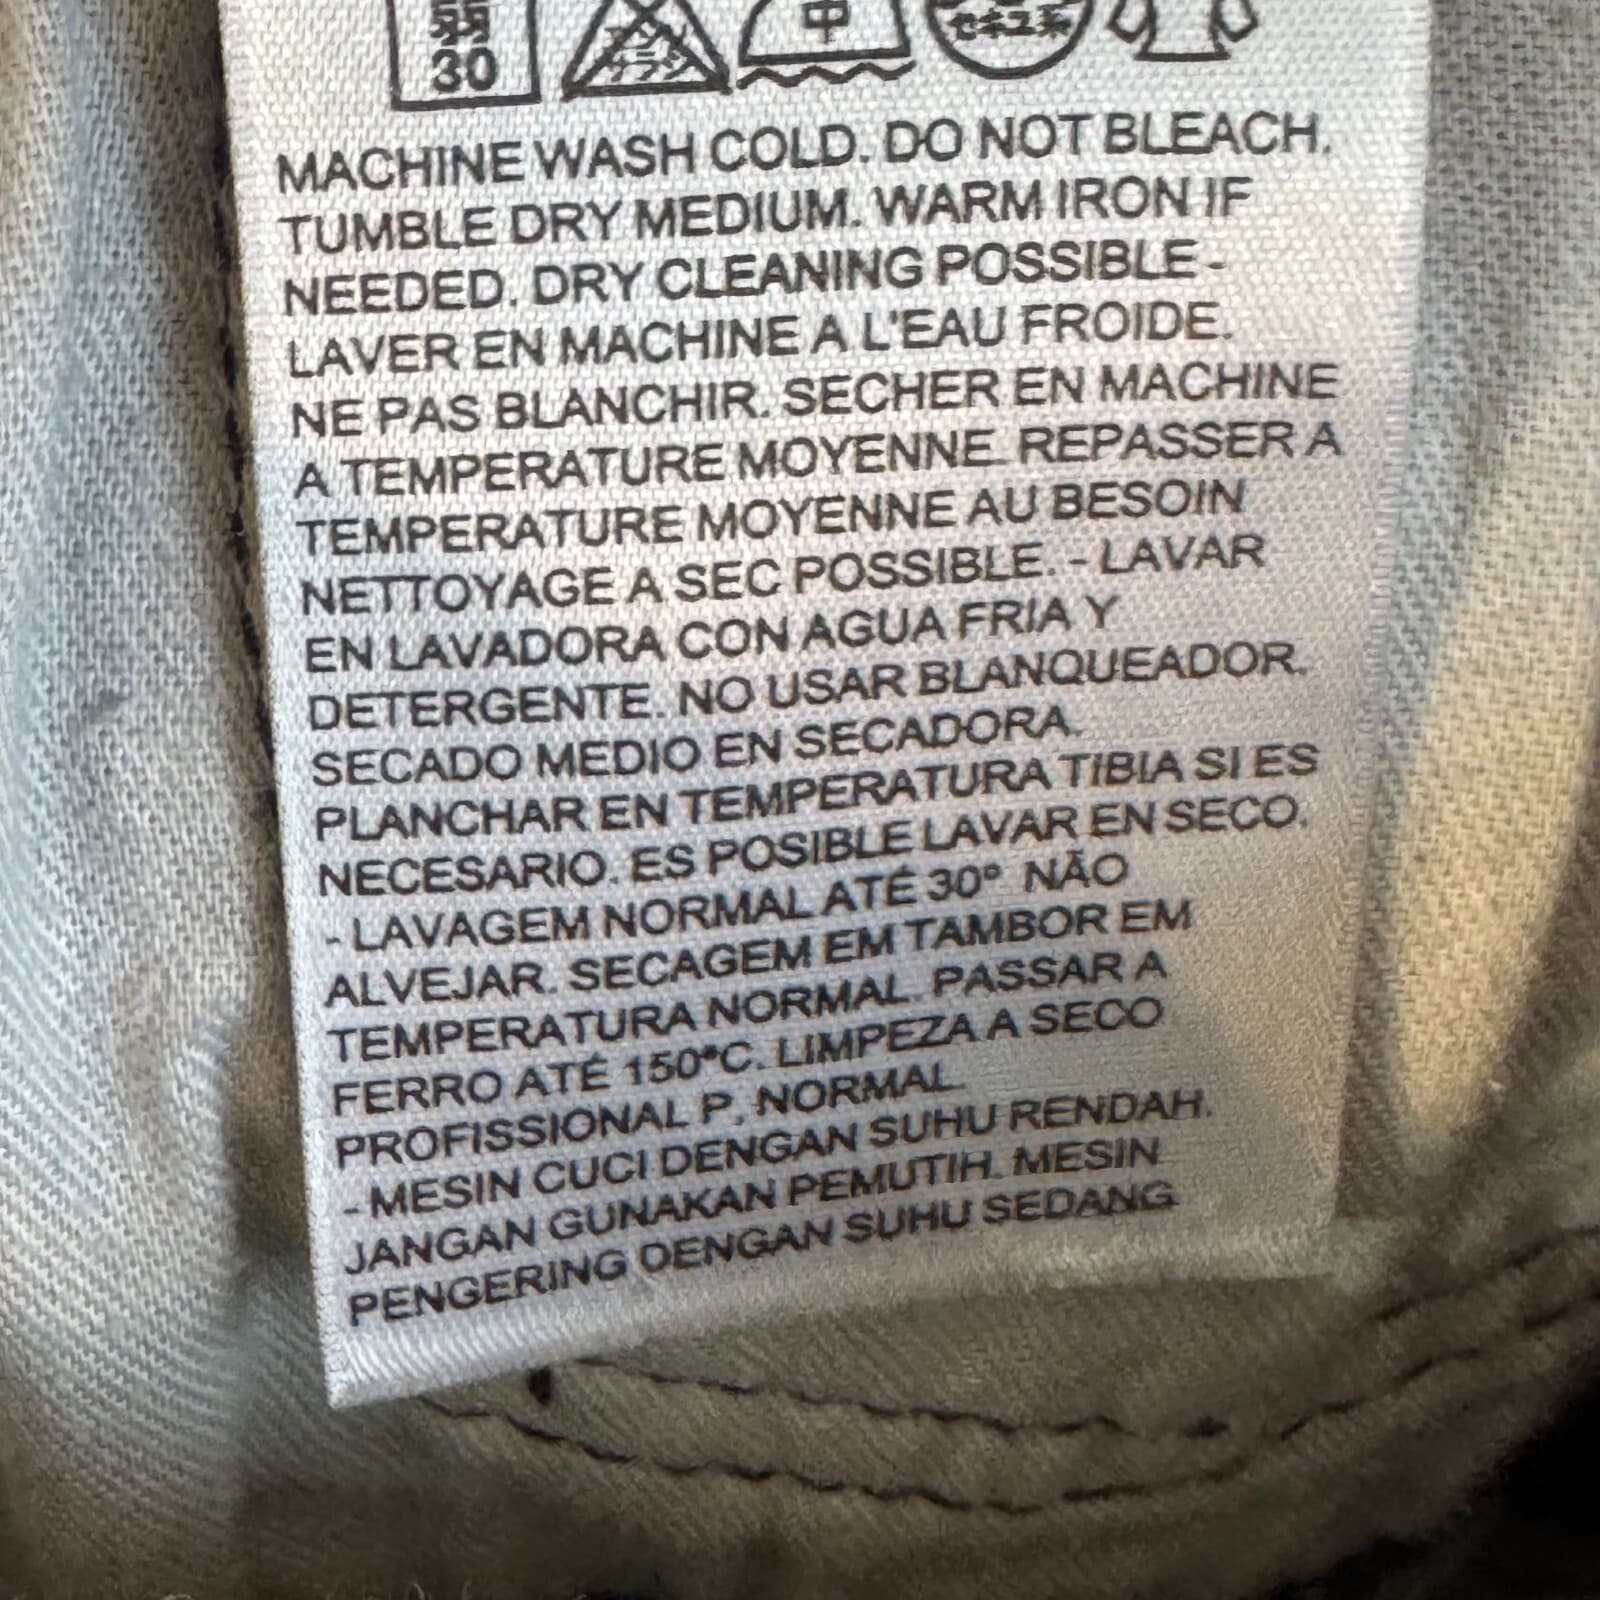 弱
30
中
セキユ系
MACHINE WASH COLD. DO NOT BLEACH.
TUMBLE DRY MEDIUM. WARM IRON IF
NEEDED. DRY CLEANING POSSIBLE -
LAVER EN MACHINE A L'EAU FROIDE.
NE PAS BLANCHIR. SECHER EN MACHINE
A TEMPERATURE MOYENNE. REPASSER A
TEMPERATURE MOYENNE AU BESOIN
NETTOYAGE A SEC POSSIBLE. - LAVAR
EN LAVADORA CON AGUA FRIA Y
DETERGENTE. NO USAR BLANQUEADOR.
SECADO MEDIO EN SECADORA.
PLANCHAR EN TEMPERATURA TIBIA SI ES
NECESARIO. ES POSIBLE LAVAR EN SECO.
- LAVAGEM NORMAL ATÉ 30° NÃO
ALVEJAR. SECAGEM EM TAMBOR EM
TEMPERATURA NORMAL. PASSAR A
FERRO ATÉ 150°C. LIMPEZA A SECO
PROFISSIONAL P, NORMAL.
- MESIN CUCI DENGAN SUHU RENDAH.
JANGAN GUNAKAN PEMUTIH. MESIN
PENGERING DENGAN SUHU SEDANG